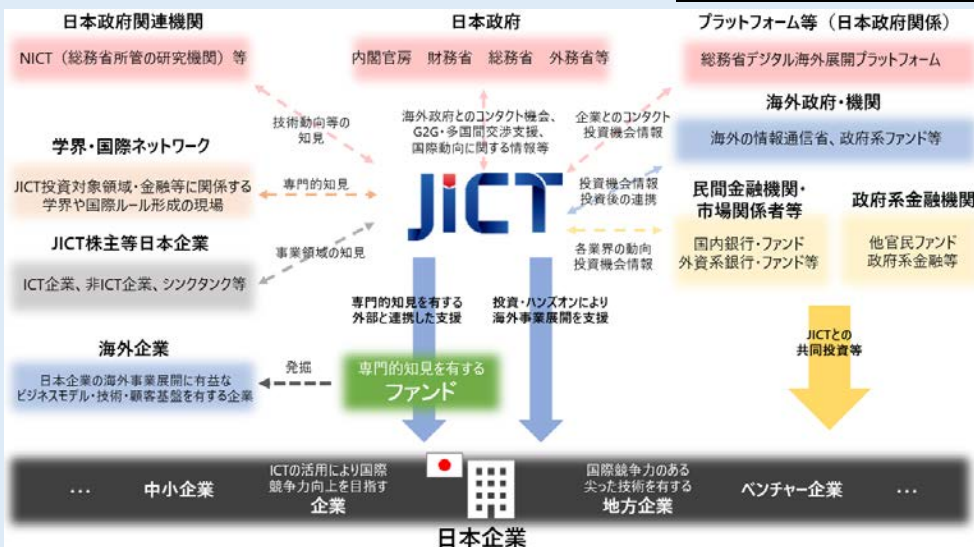 日本政府関連機関
NICT（総務省所管の研究機関）等
日本政府
内閣官房 財務省 総務省 外務省等
プラットフォーム等（日本政府関係）
総務省デジタル海外展開プラットフォーム
技術動向等の
知見
海外政府とのコンタクト機会、
G2G・多国間交渉支援、
国際動向に関する情報等
企業とのコンタクト
投資機会情報
海外政府・機関
海外の情報通信省、政府系ファンド等
学界・国際ネットワーク
JICT投資対象領域・金融等に関係する
学界や国際ルール形成の現場
専門的知見
JICT
投資機会情報
投資後の連携
民間金融機関・
市場関係者等
国内銀行・ファンド
外資系銀行・ファンド等
政府系金融機関
他官民ファンド
政府系金融等
JICT株主等日本企業
ICT企業、非ICT企業、シンクタンク等
事業領域の知見
各業界の動向
投資機会情報
専門的知見を有する
外部と連携した支援
投資・ハンズオンにより
海外事業展開を支援
JICTとの
共同投資等
海外企業
日本企業の海外事業展開に有益な
ビジネスモデル・技術・顧客基盤を有する企業
発掘
専門的知見を有する
ファンド
…
中小企業
ICTの活用により国際
競争力向上を目指す
企業
国際競争力のある
尖った技術を有する
地方企業
ベンチャー企業
…
日本企業